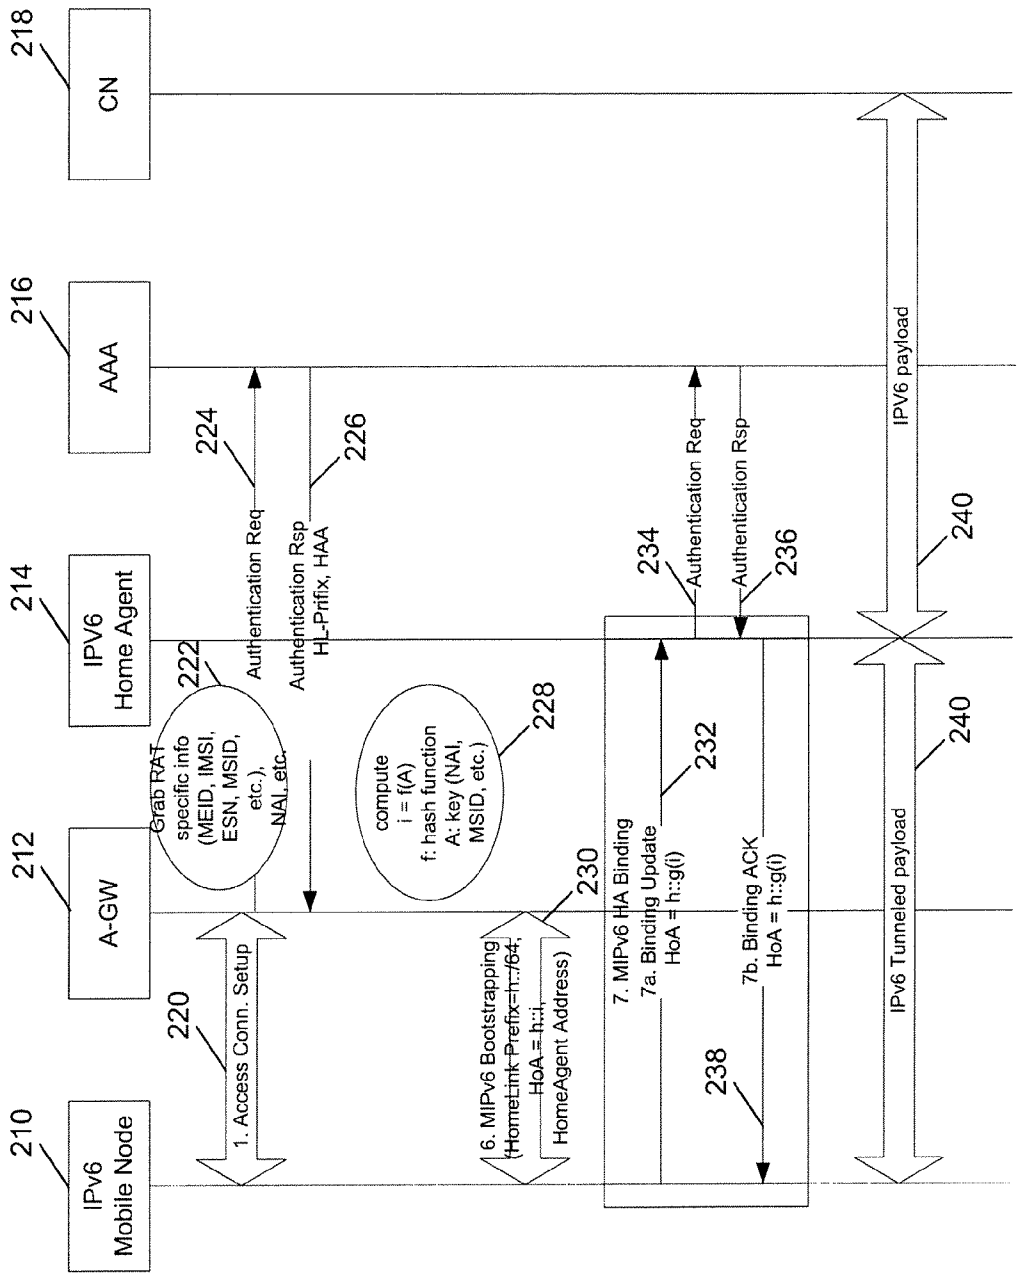 210
IPv6
Mobile Node
212
A-GW
214
IPV6
Home Agent
216
AAA
218
CN
220
1. Access Conn. Setup
222
Grab RAT
specific info
(MEID, IMSI,
ESN, MSID,
etc.),
NAI, etc.
224
Authentication Req
226
Authentication Rsp
HL-Prifix, HAA
228
compute
i = f(A)
f: hash function
A: key (NAI,
MSID, etc.)
230
6. MIPv6 Bootstrapping
(HomeLink Prefix=h::/64,
HoA = h::i,
HomeAgent Address)
7. MIPv6 HA Binding
7a. Binding Update
HoA = h::g(i)
232
234
Authentication Req
Authentication Rsp
236
7b. Binding ACK
HoA = h::g(i)
238
IPv6 Tunneled payload
240
IPV6 payload
240